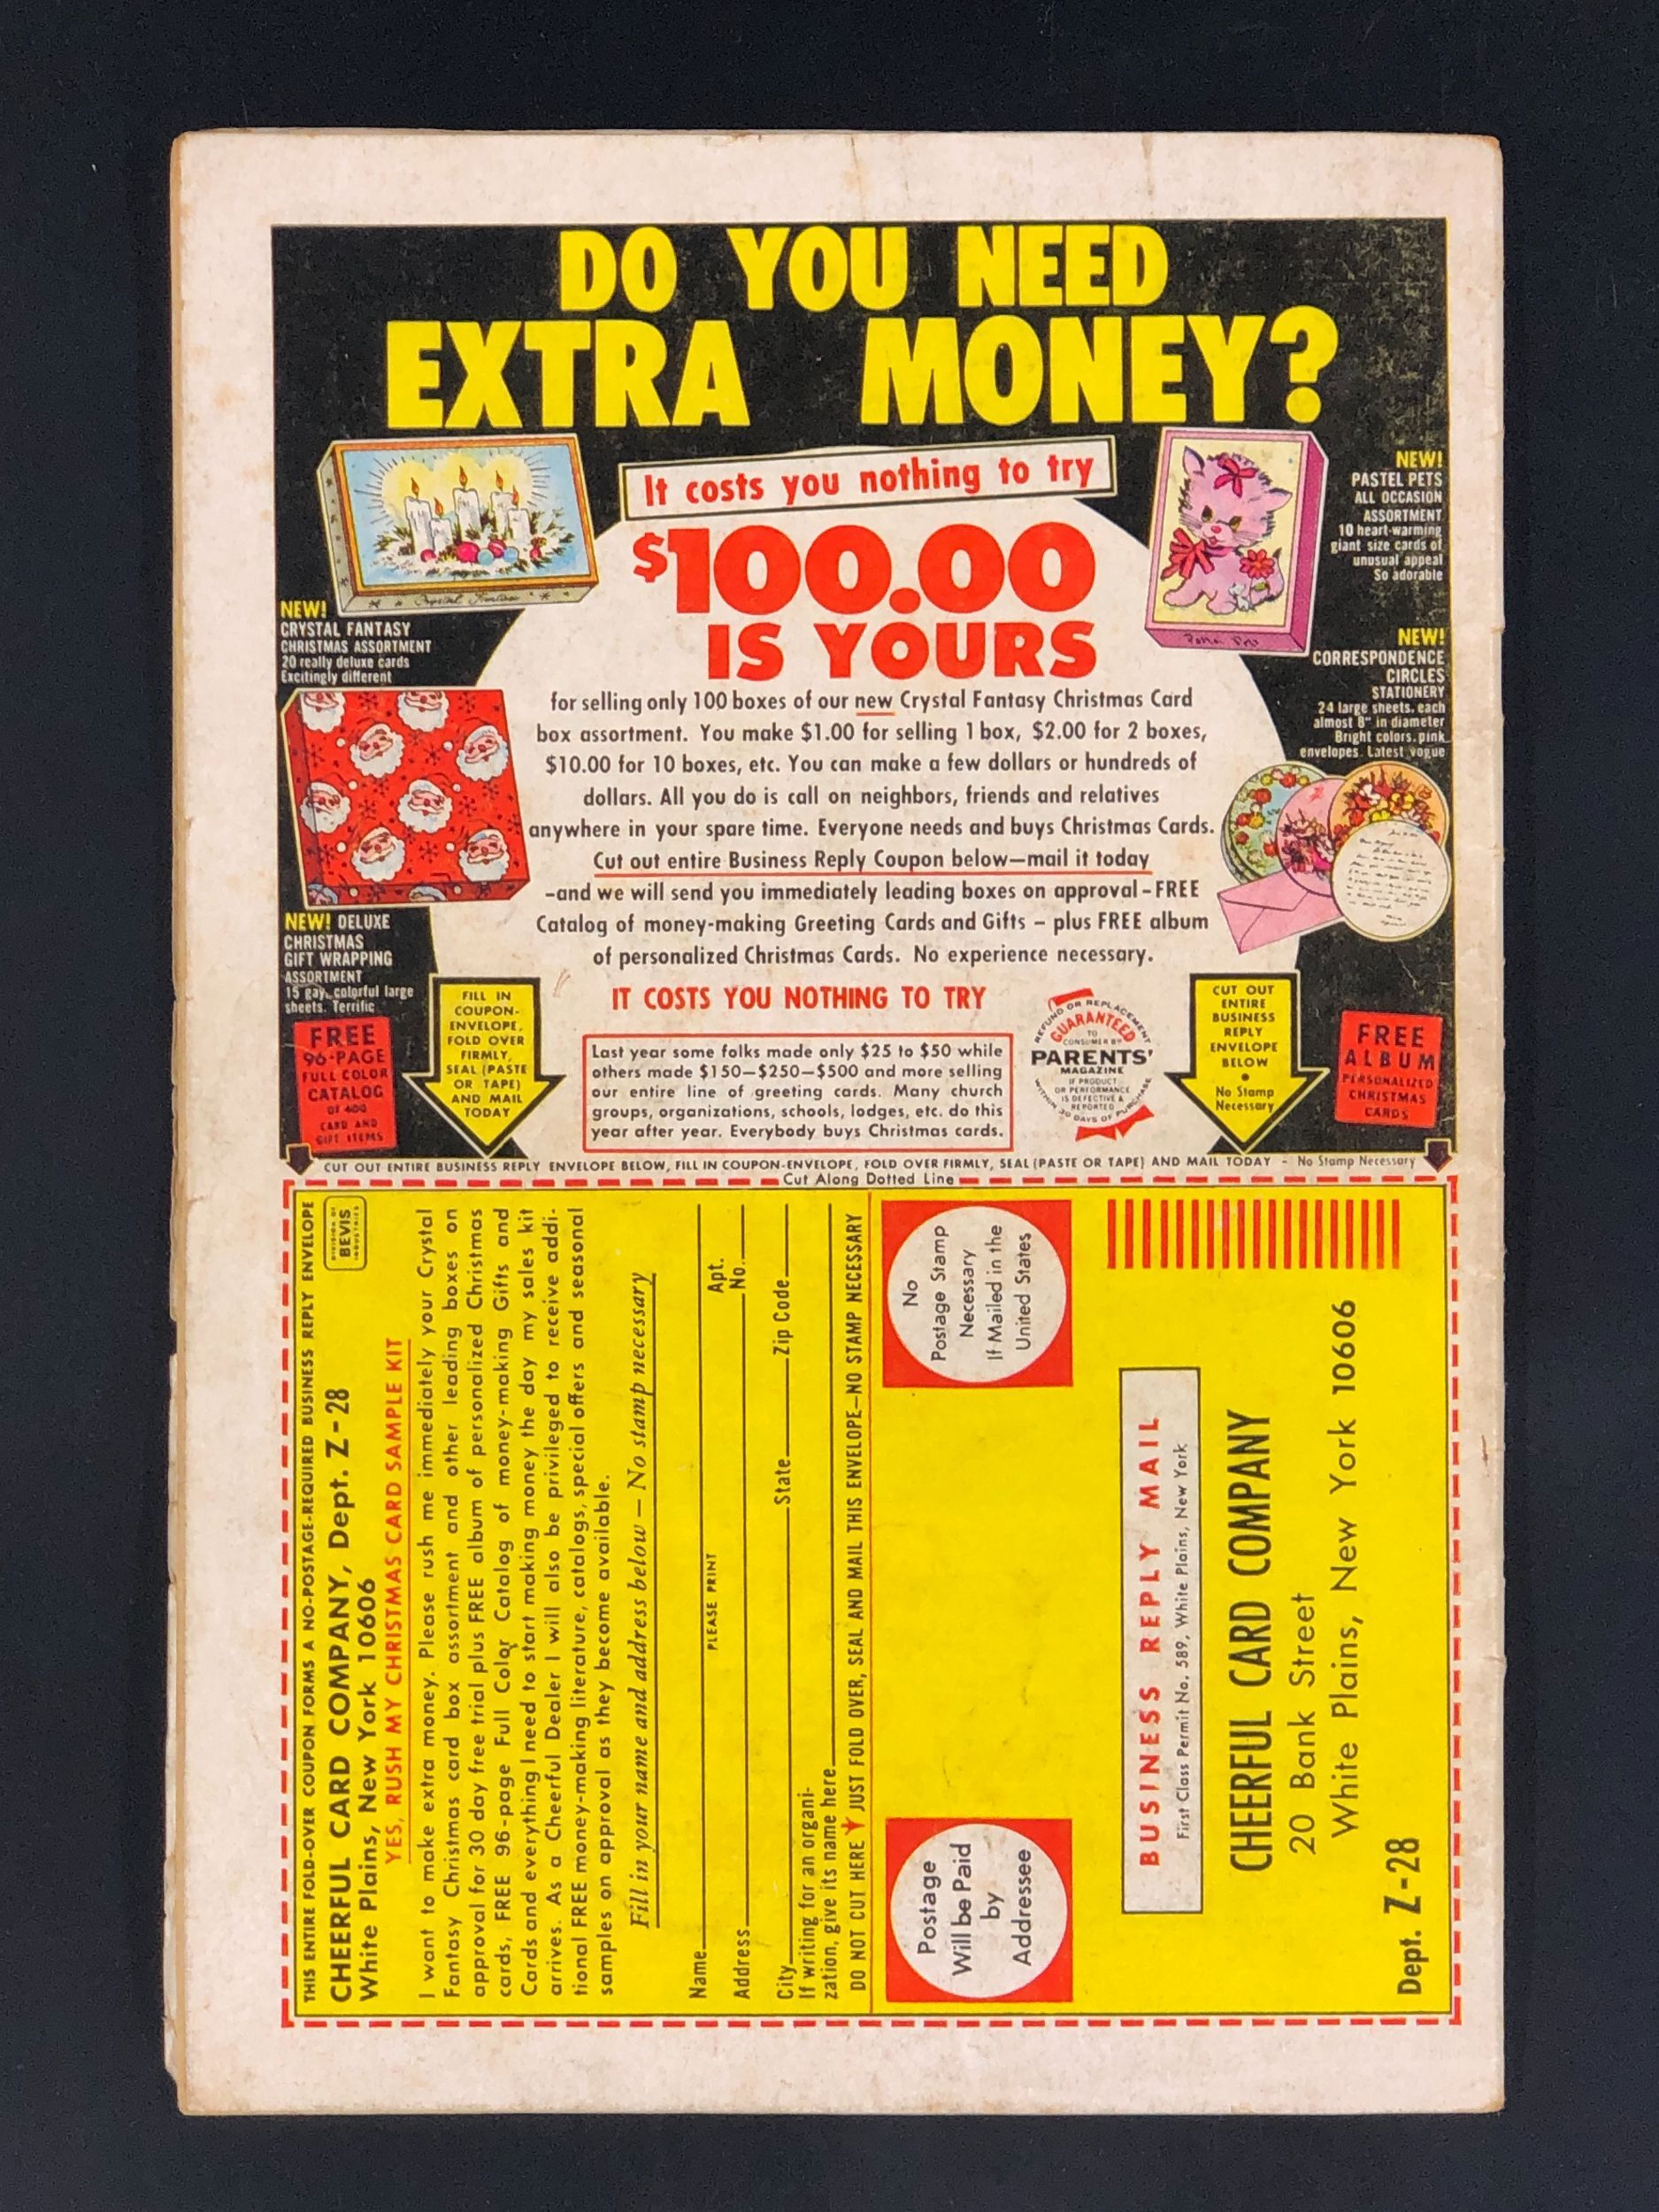 DO YOU NEED
EXTRA MONEY?
It costs you nothing to try
$100.00
IS YOURS
Crystal Fantasy
NEW!
CRYSTAL FANTASY
CHRISTMAS ASSORTMENT
20 really deluxe cards
Excitingly different
Pastel Pets
NEW!
PASTEL PETS
ALL OCCASION
ASSORTMENT
10 heart-warming
giant size cards of
unusual appeal
So adorable
NEW!
CORRESPONDENCE
CIRCLES
STATIONERY
24 large sheets, each
almost 8" in diameter
Bright colors, pink
envelopes. Latest vogue
for selling only 100 boxes of our new Crystal Fantasy Christmas Card
box assortment. You make $1.00 for selling 1 box, $2.00 for 2 boxes,
$10.00 for 10 boxes, etc. You can make a few dollars or hundreds of
dollars. All you do is call on neighbors, friends and relatives
anywhere in your spare time. Everyone needs and buys Christmas Cards.
Cut out entire Business Reply Coupon below—mail it today
-and we will send you immediately leading boxes on approval - FREE
Catalog of money-making Greeting Cards and Gifts – plus FREE album
of personalized Christmas Cards. No experience necessary.
NEW! DELUXE
CHRISTMAS
GIFT WRAPPING
ASSORTMENT
15 gay, colorful large
sheets. Terrific
FREE
96-PAGE
FULL COLOR
CATALOG
OF 400
CARD AND
GIFT ITEMS
FILL IN
COUPON-
ENVELOPE,
FOLD OVER
FIRMLY,
SEAL (PASTE
OR TAPE)
AND MAIL
TODAY
IT COSTS YOU NOTHING TO TRY
Last year some folks made only $25 to $50 while
others made $150—$250—$500 and more selling
our entire line of greeting cards. Many church
groups, organizations, schools, lodges, etc. do this
year after year. Everybody buys Christmas cards.
REFUND OR REPLACEMENT
GUARANTEED
TO
CONSUMER BY
PARENTS'
MAGAZINE
IF PRODUCT
OR PERFORMANCE
IS DEFECTIVE &
REPORTED
WITHIN 30 DAYS OF PURCHASE
CUT OUT
ENTIRE
BUSINESS
REPLY
ENVELOPE
BELOW
•
No Stamp
Necessary
FREE
ALBUM
PERSONALIZED
CHRISTMAS
CARDS
CUT OUT ENTIRE BUSINESS REPLY ENVELOPE BELOW, FILL IN COUPON-ENVELOPE, FOLD OVER FIRMLY, SEAL (PASTE OR TAPE) AND MAIL TODAY - No Stamp Necessary
Cut Along Dotted Line
THIS ENTIRE FOLD-OVER COUPON FORMS A NO-POSTAGE-REQUIRED BUSINESS REPLY ENVELOPE
CHEERFUL CARD COMPANY, Dept. Z-28
White Plains, New York 10606
DIVISION OF
BEVIS
INDUSTRIES
YES, RUSH MY CHRISTMAS CARD SAMPLE KIT
I want to make extra money. Please rush me immediately your Crystal
Fantasy Christmas card box assortment and other leading boxes on
approval for 30 day free trial plus FREE album of personalized Christmas
cards, FREE 96-page Full Color Catalog of money-making Gifts and
Cards and everything I need to start making money the day my sales kit
arrives. As a Cheerful Dealer I will also be privileged to receive addi-
tional FREE money-making literature, catalogs, special offers and seasonal
samples on approval as they become available.
Fill in your name and address below — No stamp necessary
Name
PLEASE PRINT
Address
Apt.
No.
City State Zip Code
If writing for an organi-
zation, give its name here
DO NOT CUT HERE JUST FOLD OVER, SEAL AND MAIL THIS ENVELOPE—NO STAMP NECESSARY
Postage
Will be Paid
by
Addressee
No
Postage Stamp
Necessary
If Mailed in the
United States
BUSINESS REPLY MAIL
First Class Permit No. 589, White Plains, New York
CHEERFUL CARD COMPANY
20 Bank Street
White Plains, New York 10606
Dept. Z-28